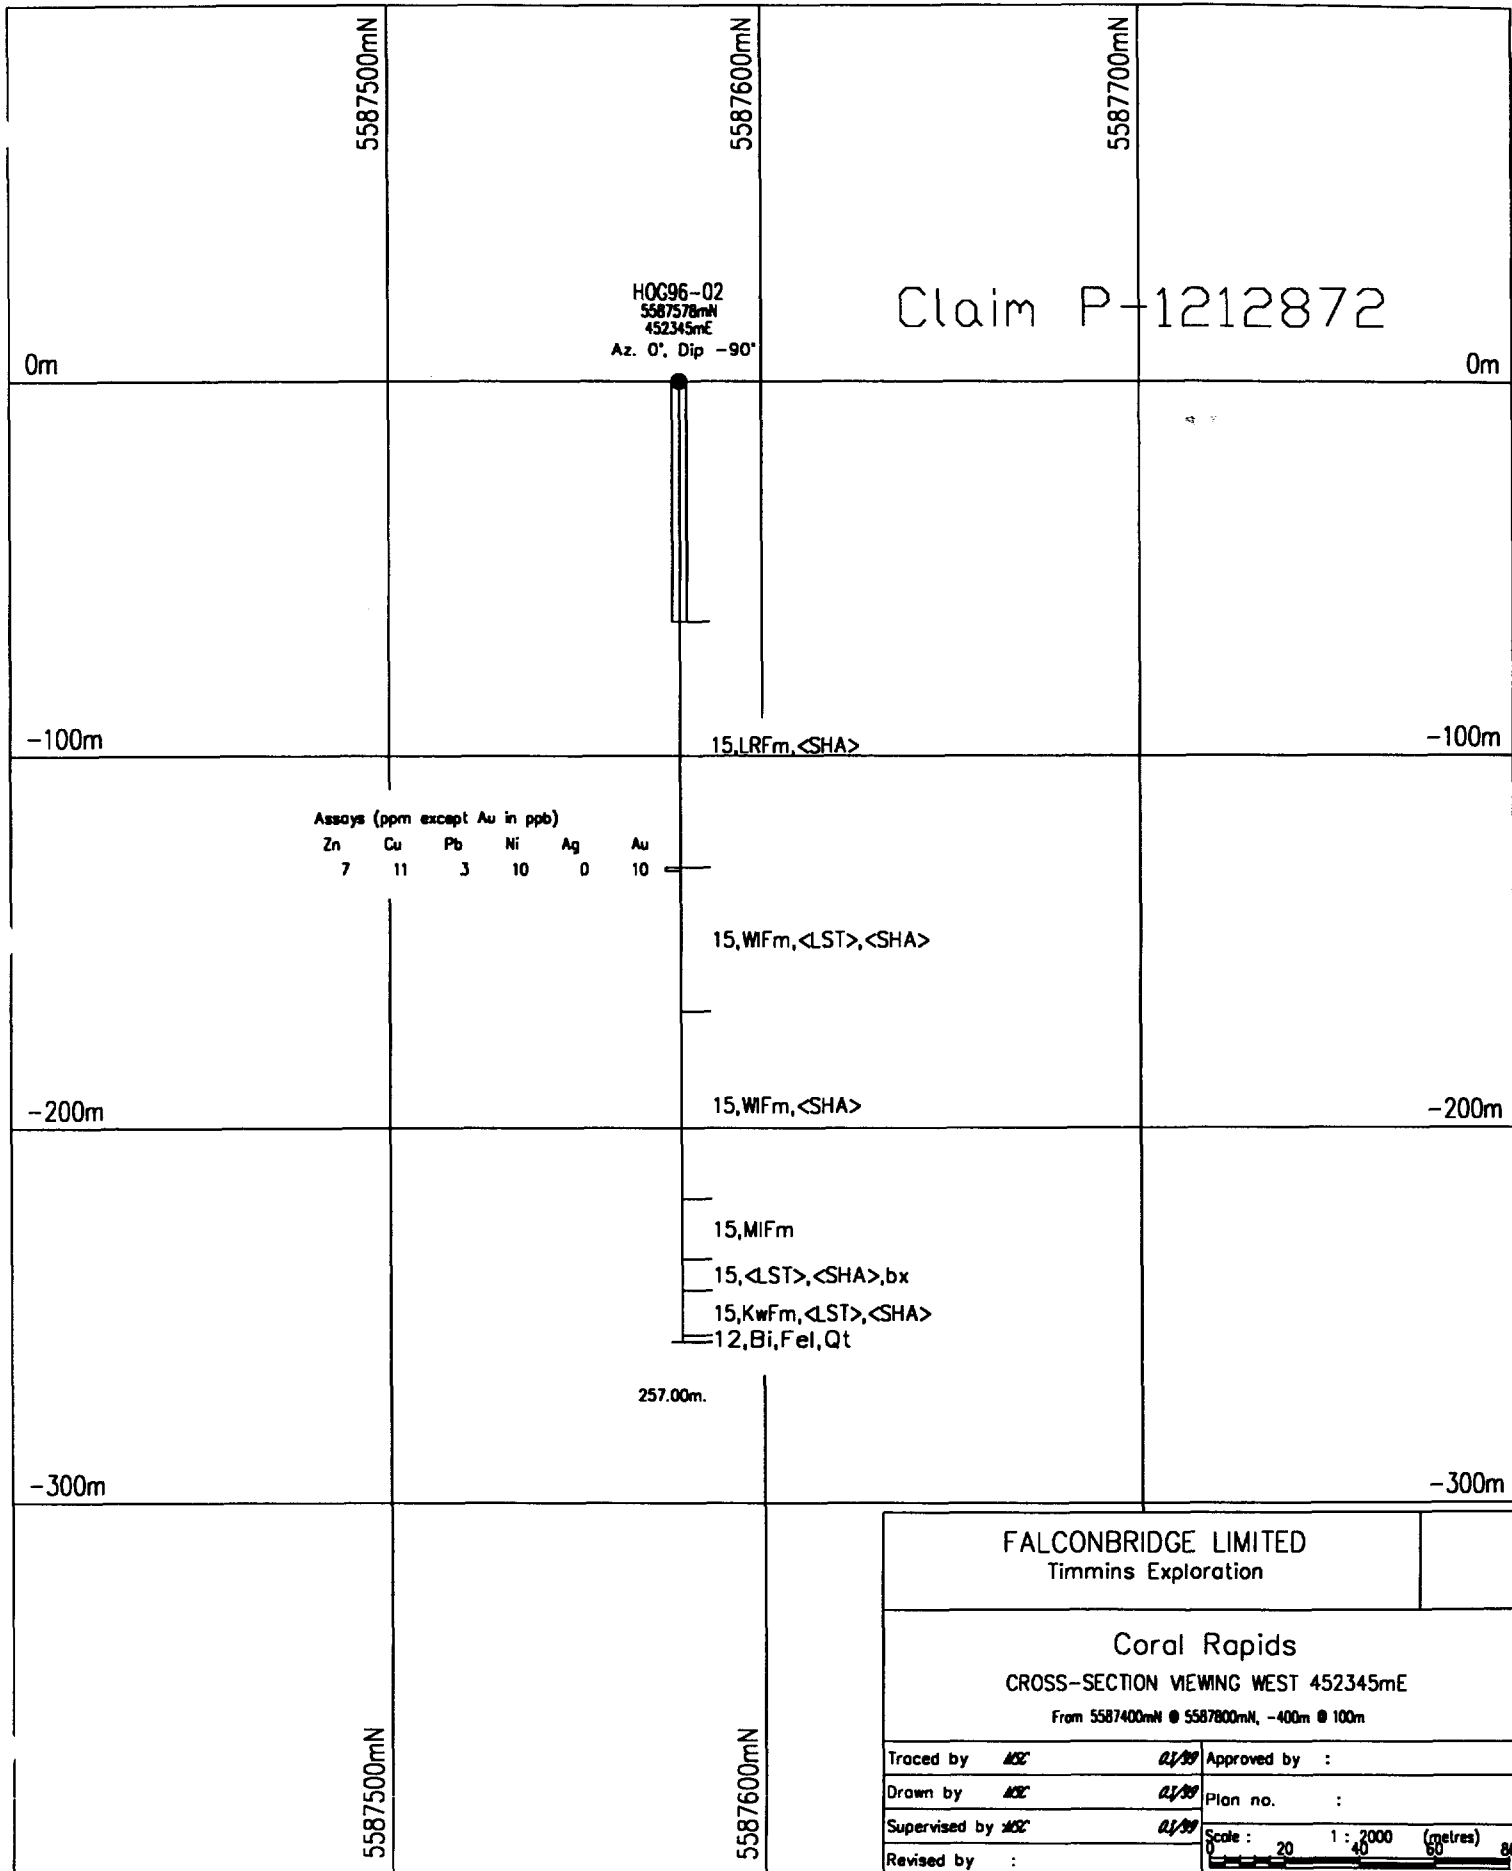 5587500mN
5587600mN
5587700mN
HOG96-02
5587578mN
452345mE
Az. 0°, Dip -90°
Claim P-1212872
0m
0m
-100m
15,LRFm,<SHA>
-100m
Assays (ppm except Au in ppb)
Zn Cu Pb Ni Ag Au
7 11 3 10 0 10
15,WIFm,<LST>,<SHA>
-200m
15,WIFm,<SHA>
-200m
15,MIFm
15,<LST>,<SHA>,bx
15,KwFm,<LST>,<SHA>
12,Bi,Fel,Qt
257.00m.
-300m
-300m
FALCONBRIDGE LIMITED
Timmins Exploration
Coral Rapids
CROSS-SECTION VIEWING WEST 452345mE
From 5587400mN @ 5587800mN, -400m @ 100m
Traced by
Approved by :
Drawn by
Plan no. :
Supervised by
Scale : 1 : 2000 (metres)
0 20 40 60 80
Revised by :
5587500mN
5587600mN